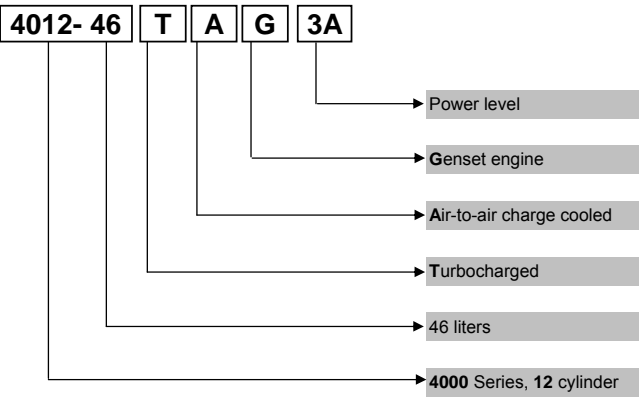 4012- 46 T A G 3A
Power level
Genset engine
Air-to-air charge cooled
Turbocharged
46 liters
4000 Series, 12 cylinder